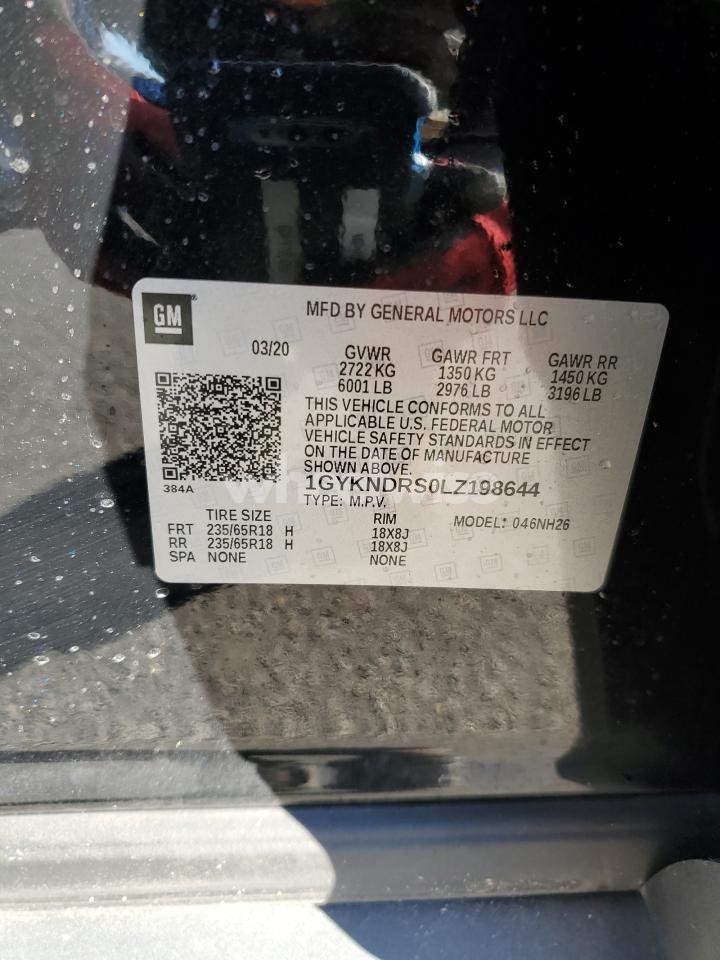 GM®
MFD BY GENERAL MOTORS LLC
03/20
GVWR
2722 KG
6001 LB
GAWR FRT
1350 KG
2976 LB
GAWR RR
1450 KG
3196 LB
THIS VEHICLE CONFORMS TO ALL
APPLICABLE U.S. FEDERAL MOTOR
VEHICLE SAFETY STANDARDS IN EFFECT
ON THE DATE OF MANUFACTURE
SHOWN ABOVE.
384A
1GYKNDRS0LZ198644
TYPE: M.P.V.
MODEL: 046NH26
TIRE SIZE RIM
FRT 235/65R18 H 18X8J
RR 235/65R18 H 18X8J
SPA NONE NONE